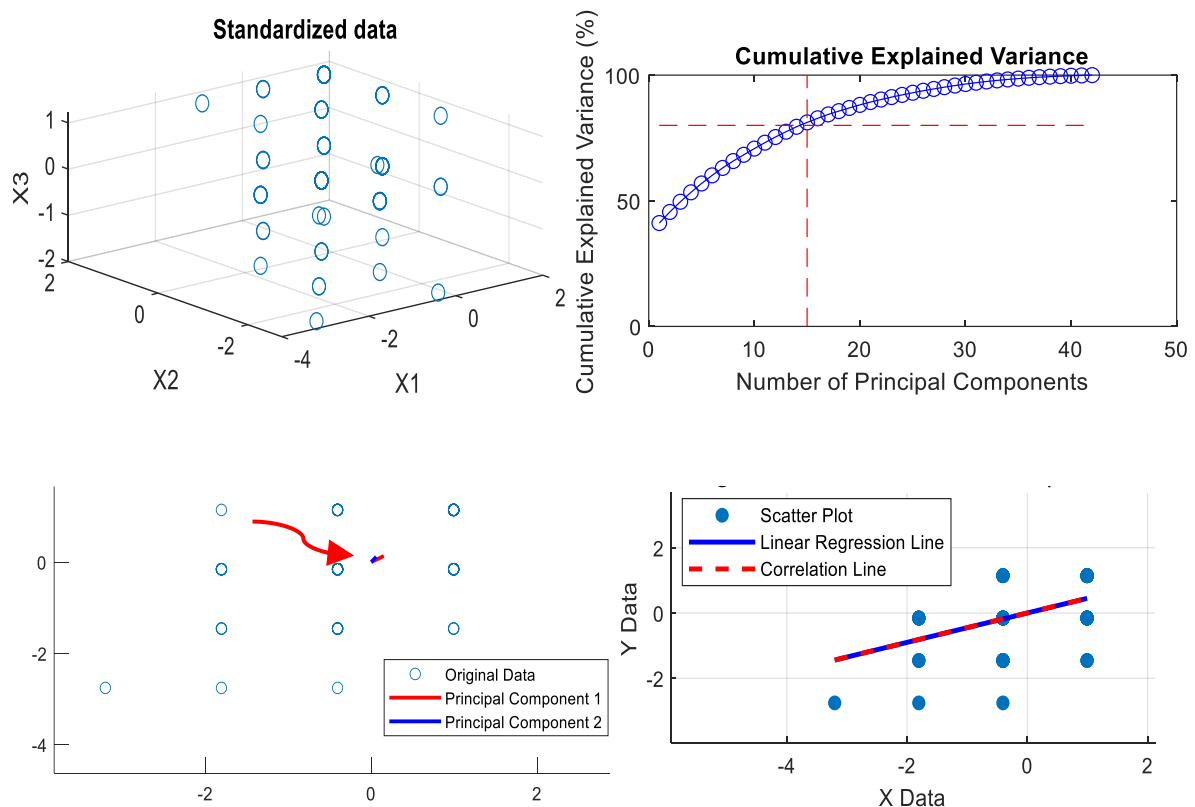 Standardized data
1
0
-1
-2
X3
2
0
-2
X2
-4
-2
0
2
X1
Cumulative Explained Variance
Cumulative Explained Variance (%)
100
50
0
0
10
20
30
40
50
Number of Principal Components
0
-2
-4
-2
0
2
Original Data
Principal Component 1
Principal Component 2
Scatter Plot
Linear Regression Line
Correlation Line
Y Data
2
0
-2
-4
-2
0
2
X Data